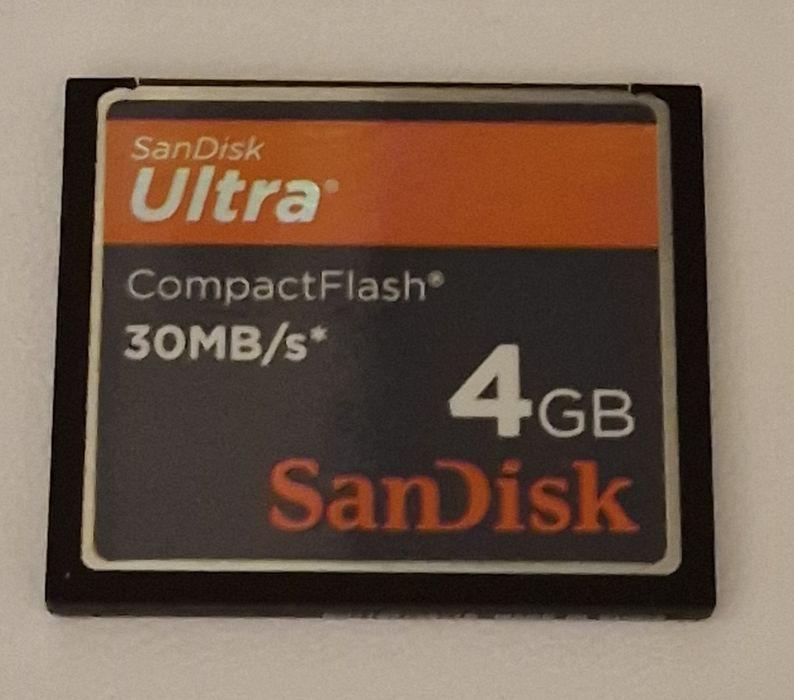 SanDisk
Ultra®
CompactFlash®
30MB/s*
4GB
SanDisk